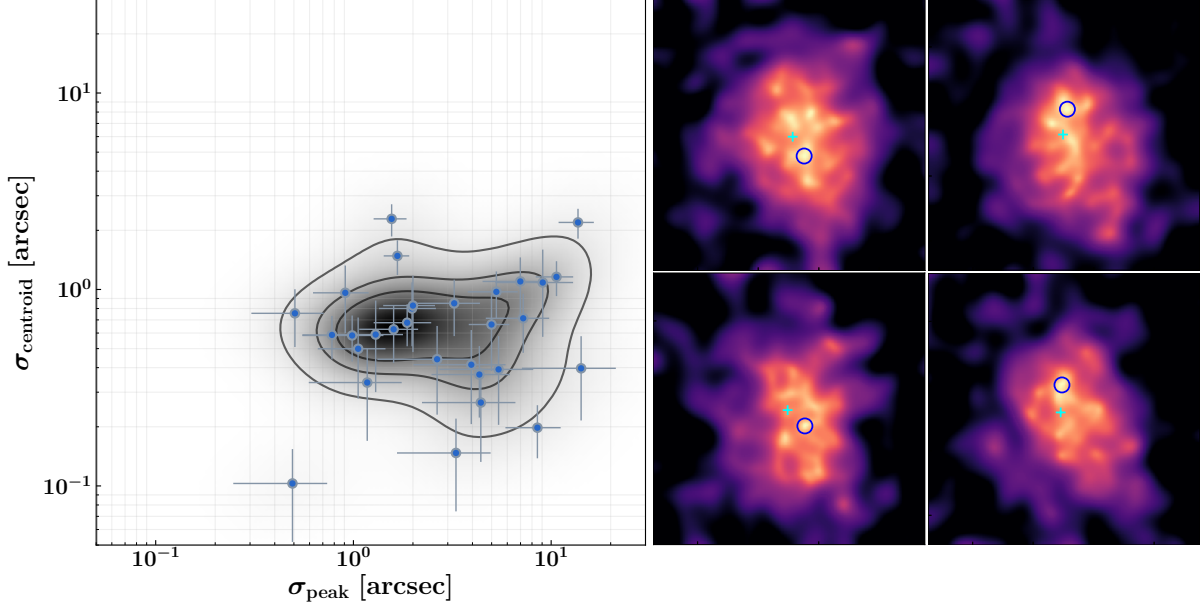 10¹
10⁰
10⁻¹
σcentroid [arcsec]
10⁻¹ 10⁰ 10¹
σpeak [arcsec]